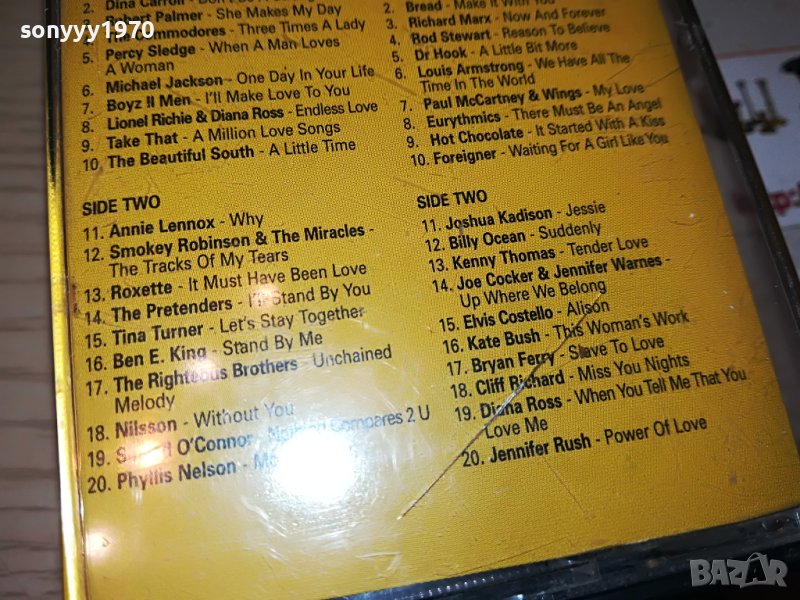 sonyyy1970
2. Dina Carroll - Don't Be
Palmer - She Makes My Day
Commodores - Three Times A Lady
5. Percy Sledge - When A Man Loves
A Woman
6. Michael Jackson - One Day In Your Life
7. Boyz II Men - I'll Make Love To You
8. Lionel Richie & Diana Ross - Endless Love
9. Take That - A Million Love Songs
10. The Beautiful South - A Little Time
SIDE TWO
11. Annie Lennox - Why
12. Smokey Robinson & The Miracles -
The Tracks Of My Tears
13. Roxette - It Must Have Been Love
14. The Pretenders - I'll Stand By You
15. Tina Turner - Let's Stay Together
16. Ben E. King - Stand By Me
17. The Righteous Brothers - Unchained
Melody
18. Nilsson - Without You
19. O'Connor - Compares 2 U
20. Phyllis Nelson -
2. Bread - Make It With You
3. Richard Marx - Now And Forever
4. Rod Stewart - Reason To Believe
5. Dr Hook - A Little Bit More
6. Louis Armstrong - We Have All The
Time In The World
7. Paul McCartney & Wings - My Love
8. Eurythmics - There Must Be An Angel
9. Hot Chocolate - It Started With A Kiss
10. Foreigner - Waiting For A Girl Like You
SIDE TWO
11. Joshua Kadison - Jessie
12. Billy Ocean - Suddenly
13. Kenny Thomas - Tender Love
14. Joe Cocker & Jennifer Warnes -
Up Where We Belong
15. Elvis Costello - Alison
16. Kate Bush - This Woman's Work
17. Bryan Ferry - Slave To Love
18. Cliff Richard - Miss You Nights
19. Diana Ross - When You Tell Me That You
Love Me
20. Jennifer Rush - Power Of Love
BAZAR